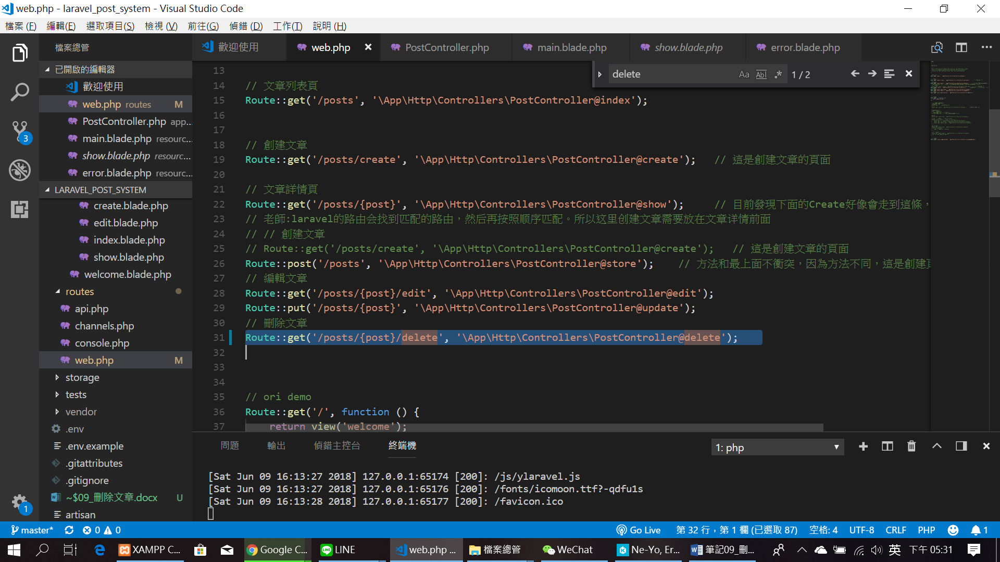 web.php - laravel_post_system - Visual Studio Code
檔案 (F) 編輯(E) 選取項目(S) 檢視 (V) 前往(G) 偵錯 (D) 工作(T) 說明 (H)
檔案總管
已開啟的編輯器
歡迎使用
web.php routes M
PostController.php app...
main.blade.php resourc...
show.blade.php resourc...
error.blade.php resourc...
LARAVEL_POST_SYSTEM
create.blade.php
edit.blade.php
index.blade.php
show.blade.php
welcome.blade.php
routes
api.php
channels.php
console.php
web.php M
storage
tests
vendor
.env
.env.example
.gitattributes
.gitignore
~$09_刪除文章.docx U
artisan
3
1
歡迎使用 web.php PostController.php main.blade.php show.blade.php error.blade.php
delete Aa Abl .* 1 / 2
13
14 // 文章列表頁
15 Route::get('/posts', '\App\Http\Controllers\PostController@index');
16
17
18 // 創建文章
19 Route::get('/posts/create', '\App\Http\Controllers\PostController@create'); // 這是創建文章的頁面
20
21 // 文章詳情頁
22 Route::get('/posts/{post}', '\App\Http\Controllers\PostController@show'); // 目前發現下面的Create好像會走到這條，
23 // 老師:laravel的路由会找到匹配的路由，然后再按照顺序匹配。所以这里创建文章需要放在文章详情前面
24 // // 創建文章
25 // Route::get('/posts/create', '\App\Http\Controllers\PostController@create'); // 這是創建文章的頁面
26 Route::post('/posts', '\App\Http\Controllers\PostController@store'); // 方法和最上面不衝突，因為方法不同，這是創建
27 // 編輯文章
28 Route::get('/posts/{post}/edit', '\App\Http\Controllers\PostController@edit');
29 Route::put('/posts/{post}', '\App\Http\Controllers\PostController@update');
30 // 刪除文章
31 Route::get('/posts/{post}/delete', '\App\Http\Controllers\PostController@delete');
32
33
34
35 // ori demo
36 Route::get('/', function () {
37 return view('welcome');
問題 輸出 偵錯主控台 終端機 1: php
[Sat Jun 09 16:13:27 2018] 127.0.0.1:65174 [200]: /js/ylaravel.js
[Sat Jun 09 16:13:27 2018] 127.0.0.1:65176 [200]: /fonts/icomoon.ttf?-qdfu1s
[Sat Jun 09 16:13:28 2018] 127.0.0.1:65177 [200]: /favicon.ico
master* 0 0 Go Live 第 32 行，第 1 欄 (已選取 87) 空格: 4 UTF-8 CRLF PHP 1
XAMPP C... Google C... LINE web.php ... 檔案總管 WeChat Ne-Yo, Er... 筆記09_刪... 英 下午 05:31